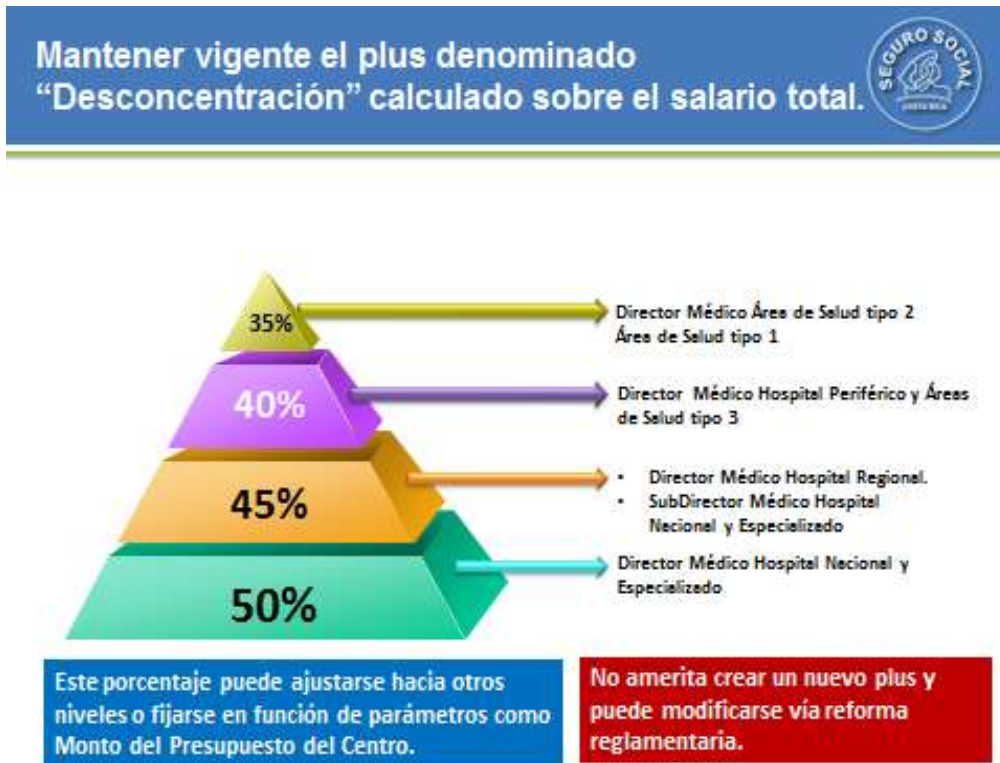 Mantener vigente el plus denominado
“Desconcentración” calculado sobre el salario total.
SEGURO SOCIAL
COSTA RICA
35%
Director Médico Área de Salud tipo 2
Área de Salud tipo 1
40%
Director Médico Hospital Periférico y Áreas
de Salud tipo 3
45%
• Director Médico Hospital Regional.
• SubDirector Médico Hospital
Nacional y Especializado
50%
Director Médico Hospital Nacional y
Especializado
Este porcentaje puede ajustarse hacia otros
niveles o fijarse en función de parámetros como
Monto del Presupuesto del Centro.
No amerita crear un nuevo plus y
puede modificarse vía reforma
reglamentaria.